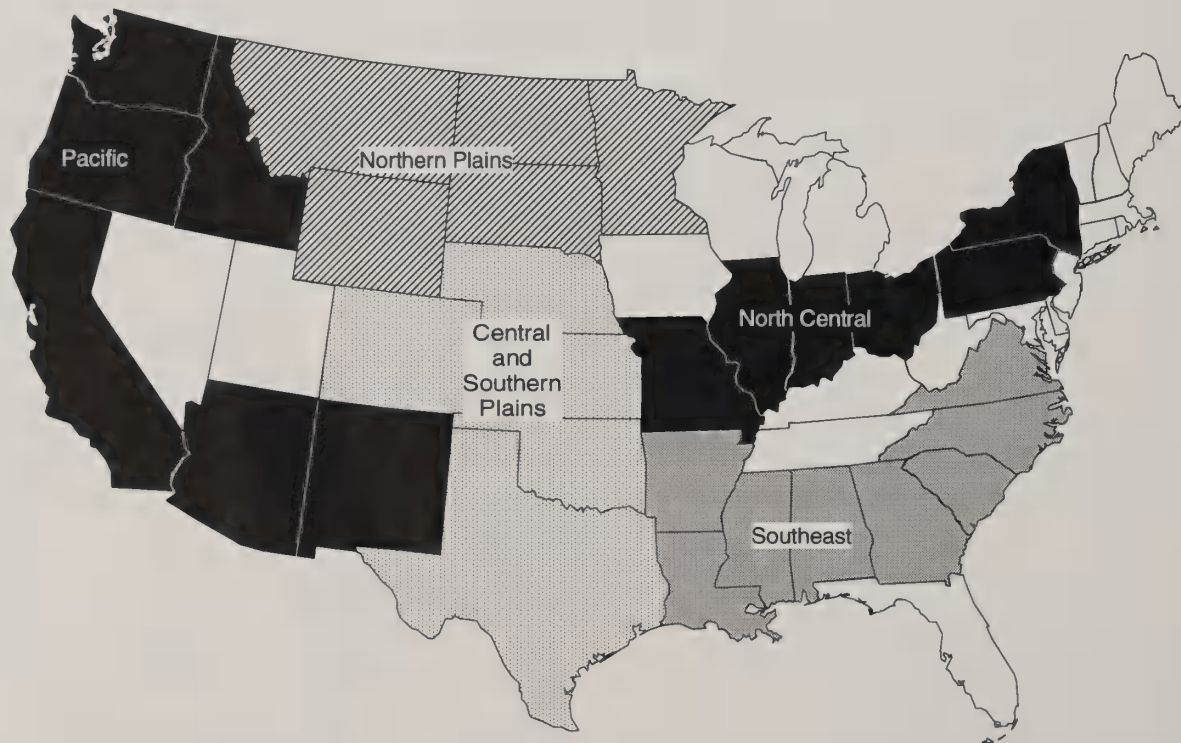 Pacific
Northern Plains
North Central
Central
and
Southern
Plains
Southeast